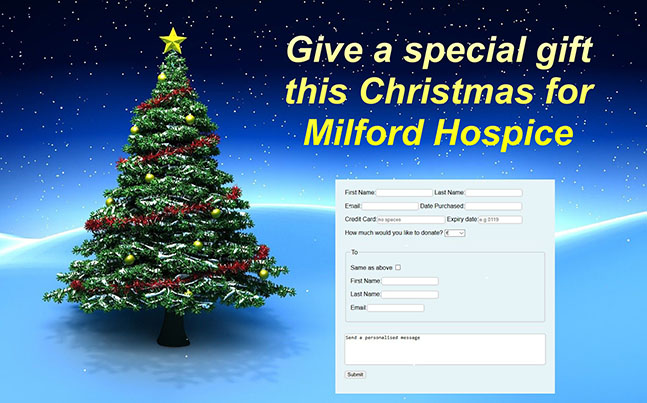 Give a special gift
this Christmas for
Milford Hospice
First Name: Last Name:
Email: Date Purchased:
Credit Card: no spaces Expiry date: e.g 0119
How much would you like to donate? €
To
Same as above
First Name:
Last Name:
Email:
Send a personalised message
Submit